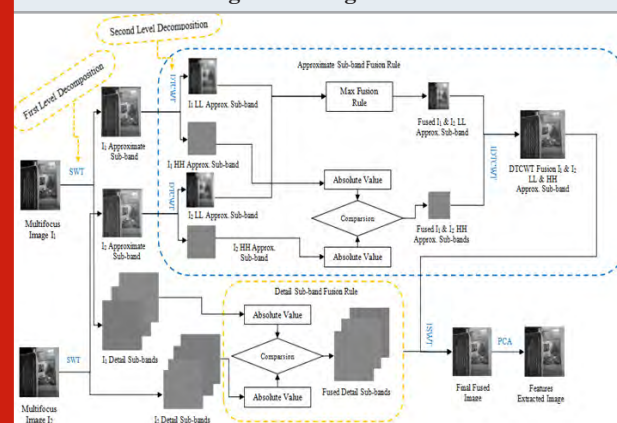 Second Level Decomposition
First Level Decomposition
Approximate Sub-band Fusion Rule
DTCWT
I₁ LL Approx. Sub-band
Max Fusion
Rule
Fused I₁ & I₂ LL
Approx. Sub-band
I₁ Approximate
Sub-band
I₁ HH Approx. Sub-band
SWT
Multifocus
Image I₁
DTCWT
I₂ LL Approx. Sub-band
Absolute Value
Comparsion
Absolute Value
IDTCWT
DTCWT Fusion I₁ & I₂
LL & HH
Approx. Sub-band
I₂ Approximate
Sub-band
I₂ HH Approx.
Sub-band
Fused I₁ & I₂ HH
Approx. Sub-bands
Detail Sub-band Fusion Rule
Absolute Value
Comparsion
Absolute Value
Fused Detail Sub-bands
I₁ Detail Sub-bands
SWT
Multifocus
Image I₂
I₂ Detail Sub-bands
ISWT
Final Fused
Image
PCA
Features
Extracted Image